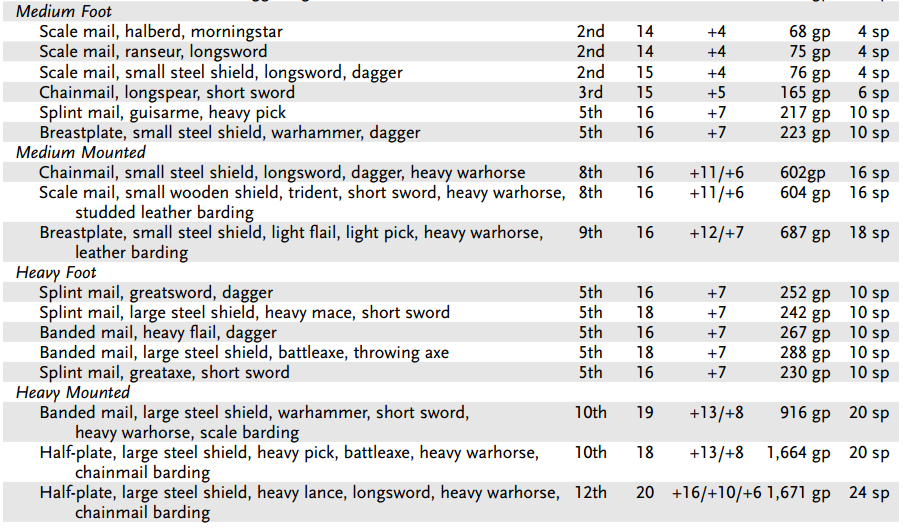 Medium Foot
Scale mail, halberd, morningstar 2nd 14 +4 68 gp 4 sp
Scale mail, ranseur, longsword 2nd 14 +4 75 gp 4 sp
Scale mail, small steel shield, longsword, dagger 2nd 15 +4 76 gp 4 sp
Chainmail, longspear, short sword 3rd 15 +5 165 gp 6 sp
Splint mail, guisarme, heavy pick 5th 16 +7 217 gp 10 sp
Breastplate, small steel shield, warhammer, dagger 5th 16 +7 223 gp 10 sp
Medium Mounted
Chainmail, small steel shield, longsword, dagger, heavy warhorse 8th 16 +11/+6 602gp 16 sp
Scale mail, small wooden shield, trident, short sword, heavy warhorse, 8th 16 +11/+6 604 gp 16 sp
studded leather barding
Breastplate, small steel shield, light flail, light pick, heavy warhorse, 9th 16 +12/+7 687 gp 18 sp
leather barding
Heavy Foot
Splint mail, greatsword, dagger 5th 16 +7 252 gp 10 sp
Splint mail, large steel shield, heavy mace, short sword 5th 18 +7 242 gp 10 sp
Banded mail, heavy flail, dagger 5th 16 +7 267 gp 10 sp
Banded mail, large steel shield, battleaxe, throwing axe 5th 18 +7 288 gp 10 sp
Splint mail, greataxe, short sword 5th 16 +7 230 gp 10 sp
Heavy Mounted
Banded mail, large steel shield, warhammer, short sword, 10th 19 +13/+8 916 gp 20 sp
heavy warhorse, scale barding
Half-plate, large steel shield, heavy pick, battleaxe, heavy warhorse, 10th 18 +13/+8 1,664 gp 20 sp
chainmail barding
Half-plate, large steel shield, heavy lance, longsword, heavy warhorse, 12th 20 +16/+10/+6 1,671 gp 24 sp
chainmail barding